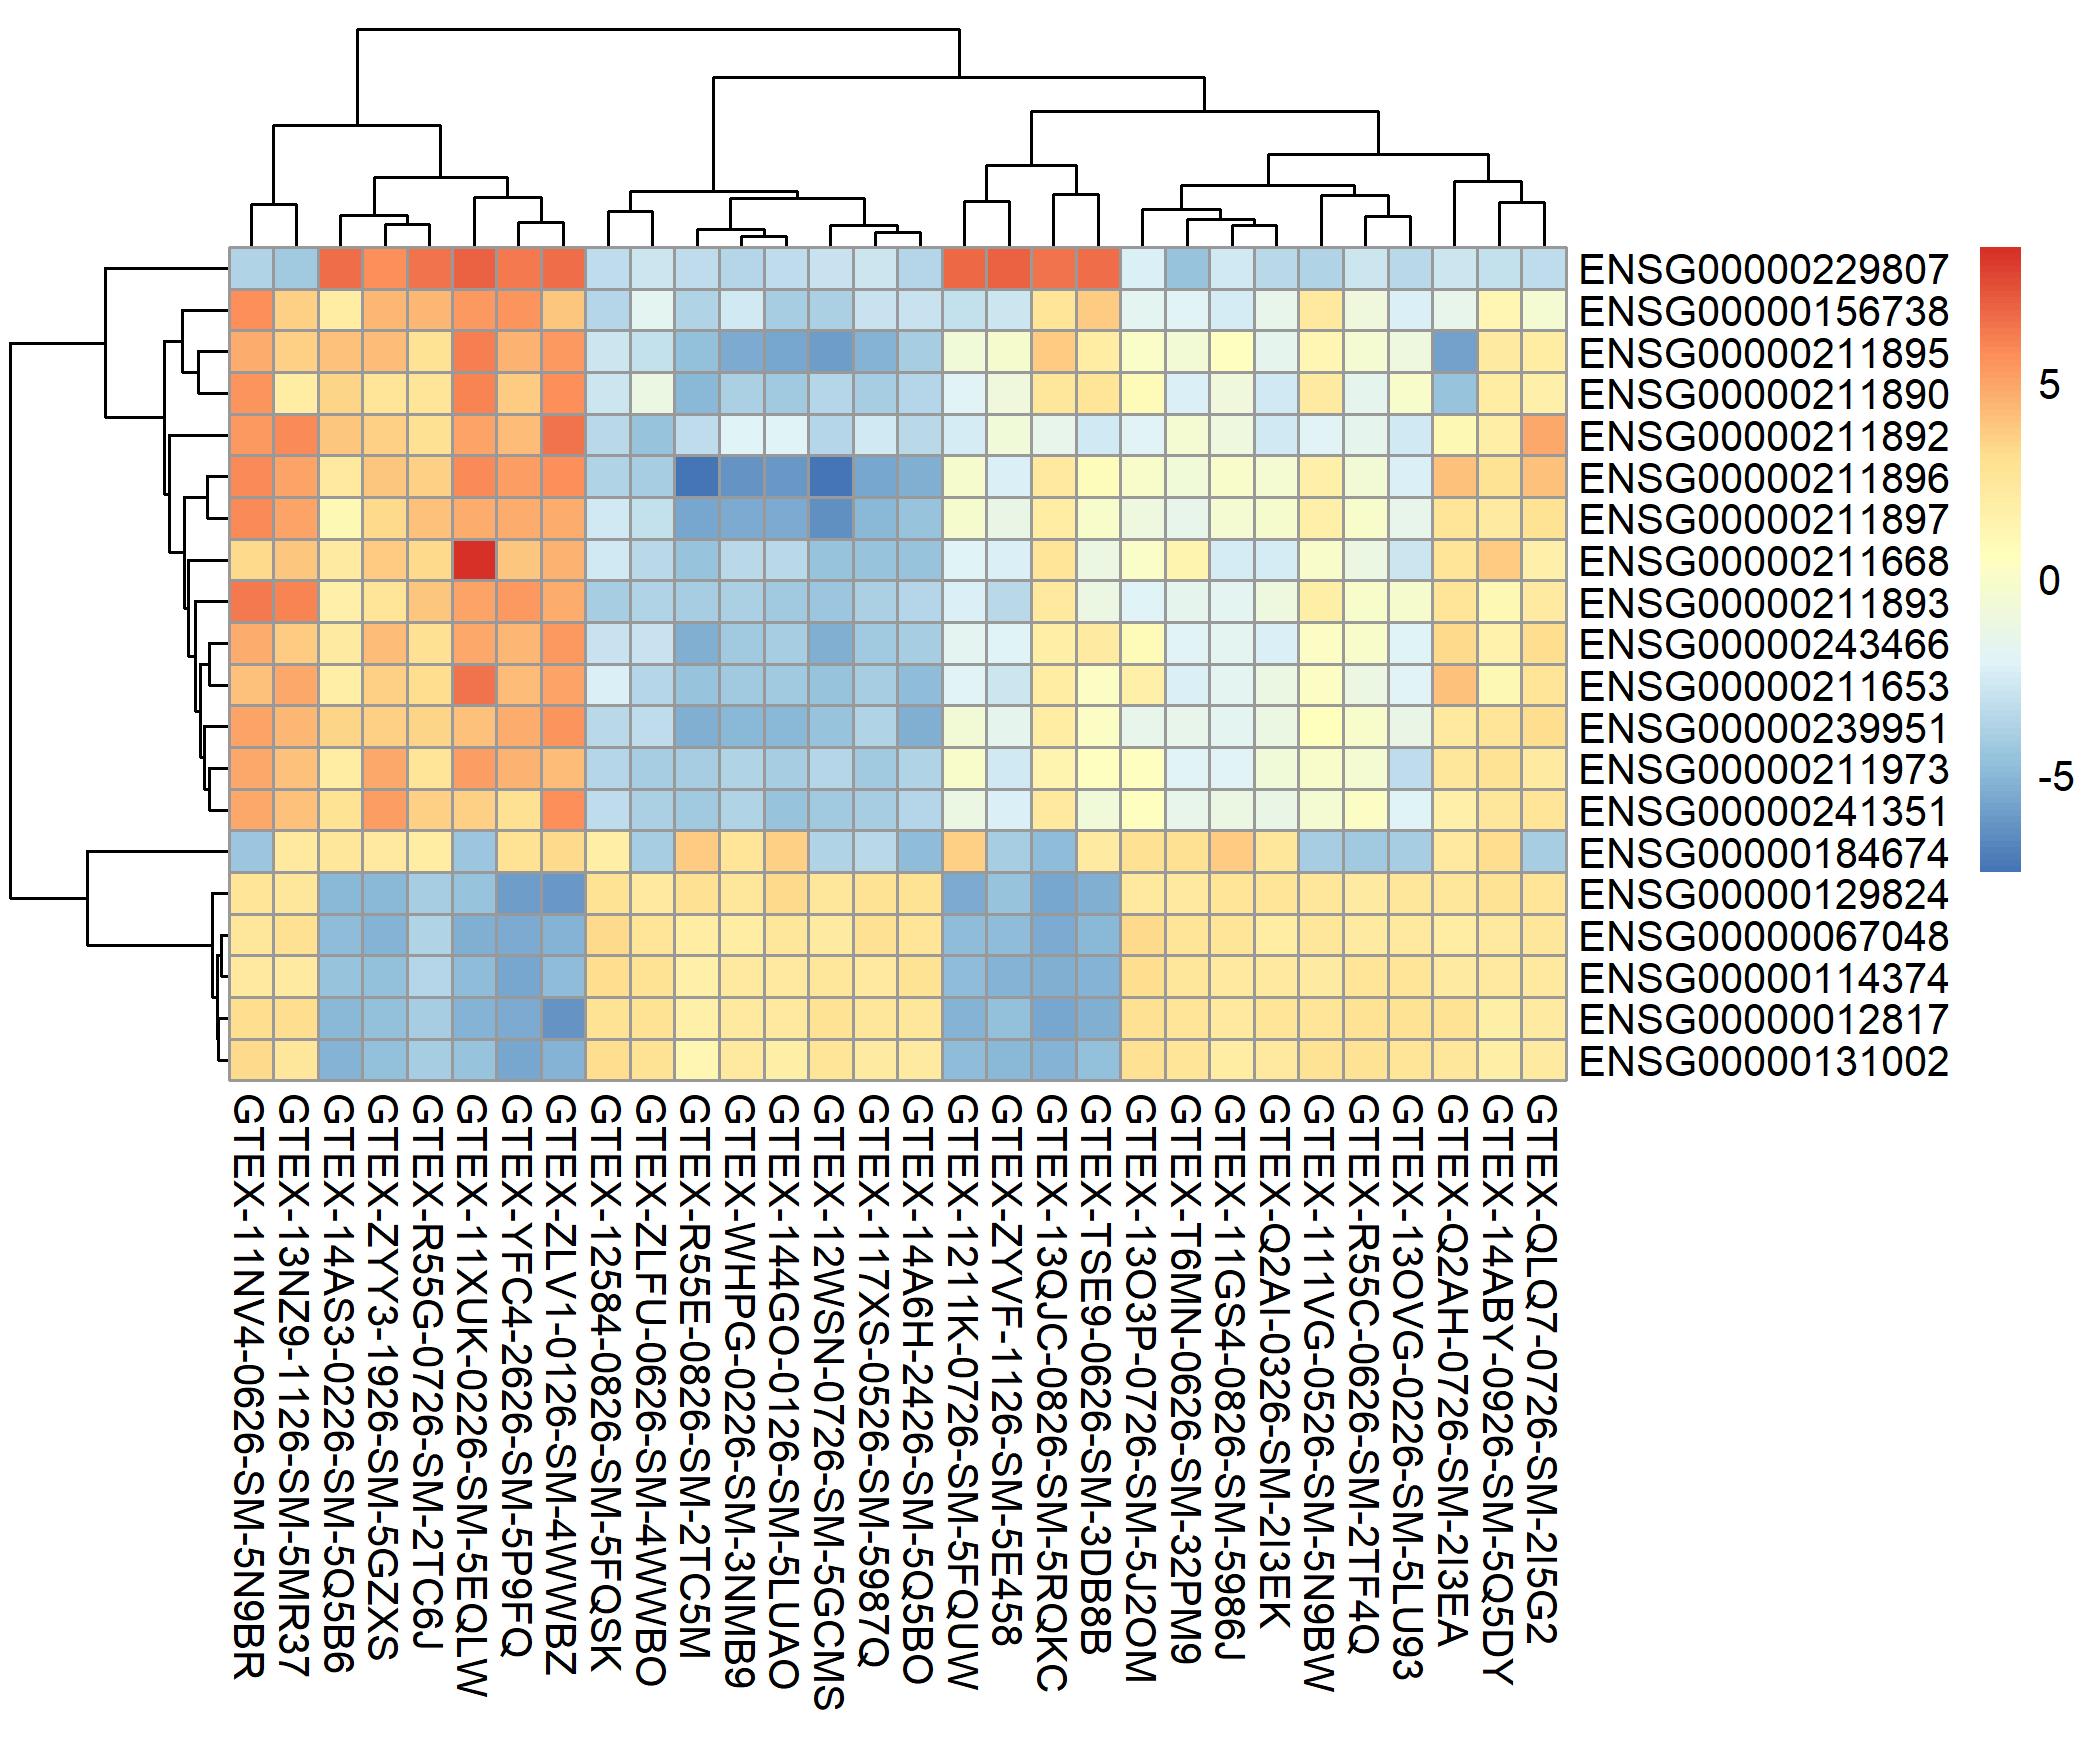 ENSG00000229807
ENSG00000156738
ENSG00000211895
ENSG00000211890
ENSG00000211892
ENSG00000211896
ENSG00000211897
ENSG00000211668
ENSG00000211893
ENSG00000243466
ENSG00000211653
ENSG00000239951
ENSG00000211973
ENSG00000241351
ENSG00000184674
ENSG00000129824
ENSG00000067048
ENSG00000114374
ENSG00000012817
ENSG00000131002
5
0
-5
GTEX-11NV4-0626-SM-5N9BR
GTEX-13NZ9-1126-SM-5MR37
GTEX-14AS3-0226-SM-5Q5B6
GTEX-ZYY3-1926-SM-5GZXS
GTEX-R55G-0726-SM-2TC6J
GTEX-11XUK-0226-SM-5EQLW
GTEX-YFC4-2626-SM-5P9FQ
GTEX-ZLV1-0126-SM-4WWBZ
GTEX-12584-0826-SM-5FQSK
GTEX-ZLFU-0626-SM-4WWBO
GTEX-R55E-0826-SM-2TC5M
GTEX-WHPG-0226-SM-3NMB9
GTEX-144GO-0126-SM-5LUAO
GTEX-12WSN-0726-SM-5GCMS
GTEX-117XS-0526-SM-5987Q
GTEX-14A6H-2426-SM-5Q5BO
GTEX-1211K-0726-SM-5FQUW
GTEX-ZYVF-1126-SM-5E458
GTEX-13QJC-0826-SM-5RQKC
GTEX-TSE9-0626-SM-3DB8B
GTEX-13O3P-0726-SM-5J2OM
GTEX-T6MN-0626-SM-32PM9
GTEX-11GS4-0826-SM-5986J
GTEX-Q2AI-0326-SM-2I3EK
GTEX-111VG-0526-SM-5N9BW
GTEX-R55C-0626-SM-2TF4Q
GTEX-13OVG-0226-SM-5LU93
GTEX-Q2AH-0726-SM-2I3EA
GTEX-14ABY-0926-SM-5Q5DY
GTEX-QLQ7-0726-SM-2I5G2